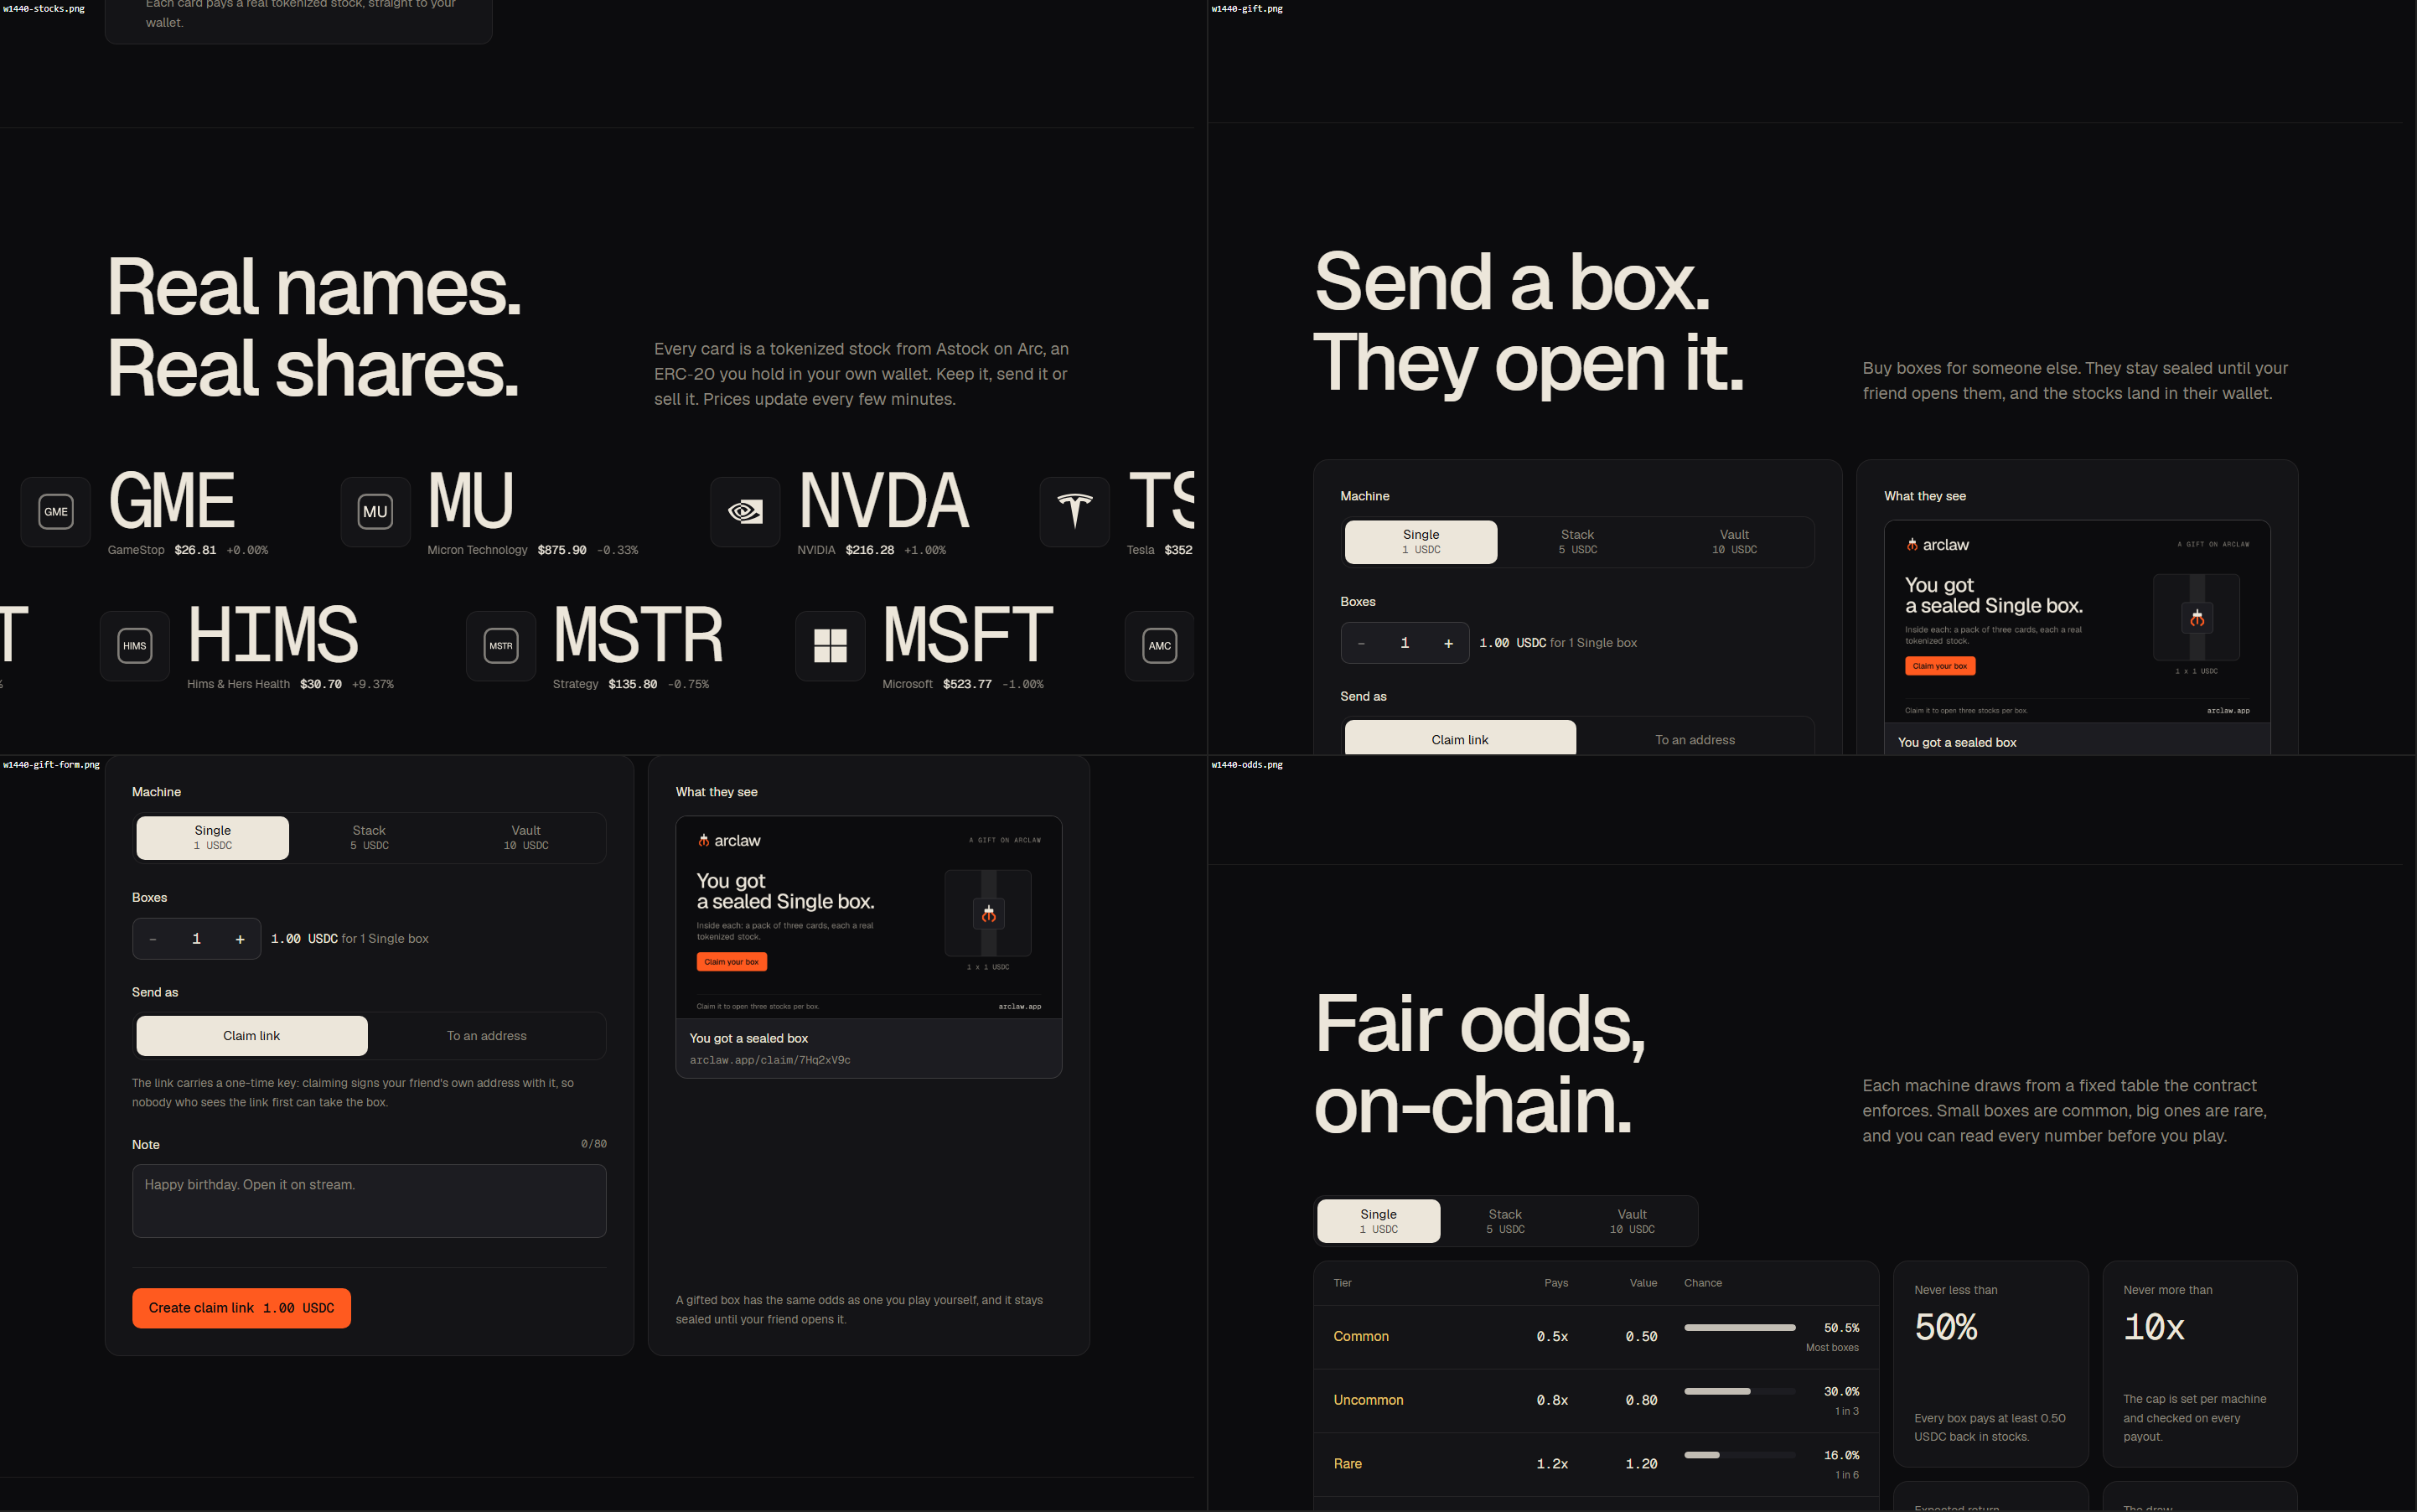 w1440-stocks.png
Each card pays a real tokenized stock, straight to your
wallet.
Real names.
Real shares.
Every card is a tokenized stock from Astock on Arc, an
ERC-20 you hold in your own wallet. Keep it, send it or
sell it. Prices update every few minutes.
GME
GME
GameStop $26.81 +0.00%
MU
MU
Micron Technology $875.90 -0.33%
NVDA
NVIDIA $216.28 +1.00%
TS
Tesla $352
T
%
HIMS
HIMS
Hims & Hers Health $30.70 +9.37%
MSTR
MSTR
Strategy $135.80 -0.75%
MSFT
Microsoft $523.77 -1.00%
AMC
w1440-gift.png
Send a box.
They open it.
Buy boxes for someone else. They stay sealed until your
friend opens them, and the stocks land in their wallet.
Machine
Single
1 USDC
Stack
5 USDC
Vault
10 USDC
Boxes
- 1 + 1.00 USDC for 1 Single box
Send as
Claim link
To an address
What they see
arclaw
A GIFT ON ARCLAW
You got
a sealed Single box.
Inside each: a pack of three cards, each a real
tokenized stock.
Claim your box
1 x 1 USDC
Claim it to open three stocks per box.
arclaw.app
You got a sealed box
w1440-gift-form.png
Machine
Single
1 USDC
Stack
5 USDC
Vault
10 USDC
Boxes
- 1 + 1.00 USDC for 1 Single box
Send as
Claim link
To an address
The link carries a one-time key: claiming signs your friend's own address with it, so
nobody who sees the link first can take the box.
Note
0/80
Happy birthday. Open it on stream.
Create claim link 1.00 USDC
What they see
arclaw
A GIFT ON ARCLAW
You got
a sealed Single box.
Inside each: a pack of three cards, each a real
tokenized stock.
Claim your box
1 x 1 USDC
Claim it to open three stocks per box.
arclaw.app
You got a sealed box
arclaw.app/claim/7Hq2xV9c
A gifted box has the same odds as one you play yourself, and it stays
sealed until your friend opens it.
w1440-odds.png
Fair odds,
on-chain.
Each machine draws from a fixed table the contract
enforces. Small boxes are common, big ones are rare,
and you can read every number before you play.
Single
1 USDC
Stack
5 USDC
Vault
10 USDC
Tier Pays Value Chance
Common 0.5x 0.50 50.5%
Most boxes
Uncommon 0.8x 0.80 30.0%
1 in 3
Rare 1.2x 1.20 16.0%
1 in 6
Never less than
50%
Every box pays at least 0.50
USDC back in stocks.
Never more than
10x
The cap is set per machine
and checked on every
payout.
Expected return
The draw